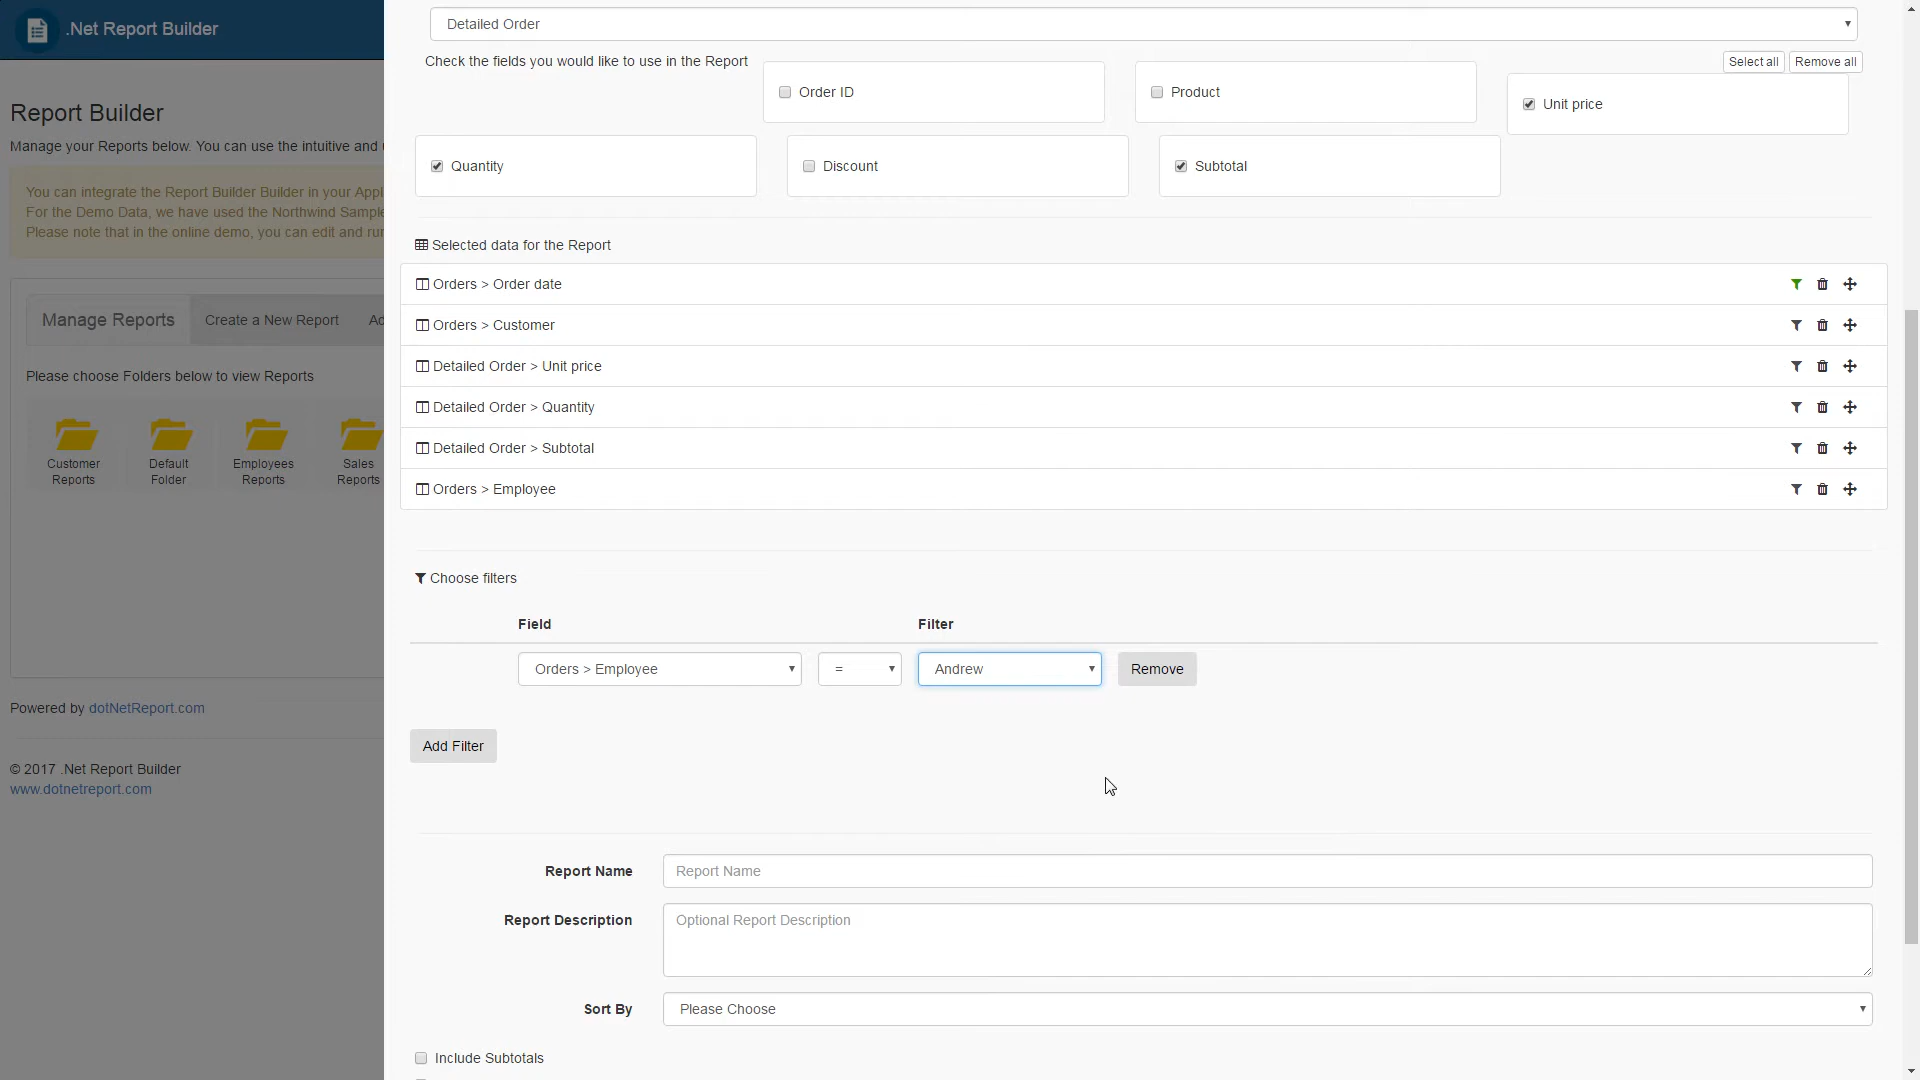 .Net Report Builder
Report Builder
Manage your Reports below. You can use the intuitive and
You can integrate the Report Builder Builder in your Appl
For the Demo Data, we have used the Northwind Sample
Please note that in the online demo, you can edit and run
Manage Reports
Create a New Report
Ad
Please choose Folders below to view Reports
Customer
Reports
Default
Folder
Employees
Reports
Sales
Reports
Powered by dotNetReport.com
© 2017 .Net Report Builder
www.dotnetreport.com
Detailed Order
Check the fields you would like to use in the Report
Select all
Remove all
Order ID
Product
Unit price
Quantity
Discount
Subtotal
Selected data for the Report
Orders > Order date
Orders > Customer
Detailed Order > Unit price
Detailed Order > Quantity
Detailed Order > Subtotal
Orders > Employee
Choose filters
Field
Filter
Orders > Employee
=
Andrew
Remove
Add Filter
Report Name
Report Name
Report Description
Optional Report Description
Sort By
Please Choose
Include Subtotals